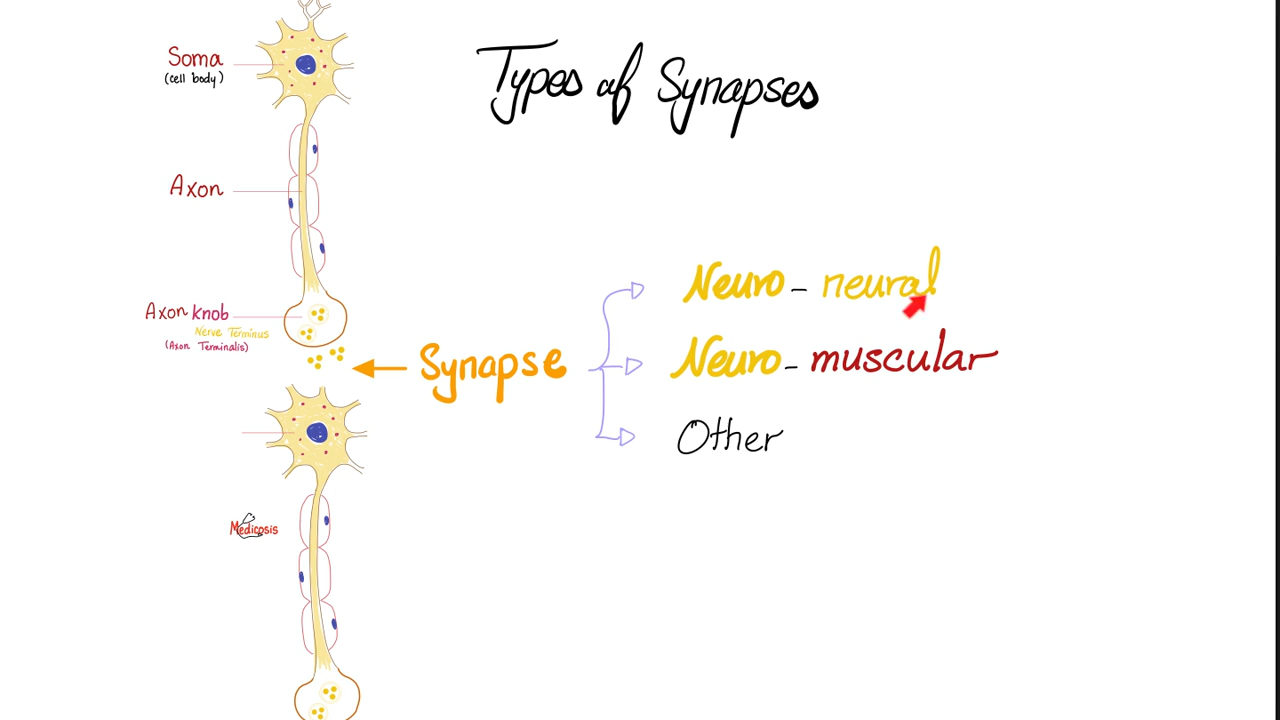 Types of Synapses
Soma
(cell body)
Axon
Axon knob
Nerve Terminus
(Axon Terminalis)
Synapse
Neuro - neural
Neuro - muscular
Other
Medicosis